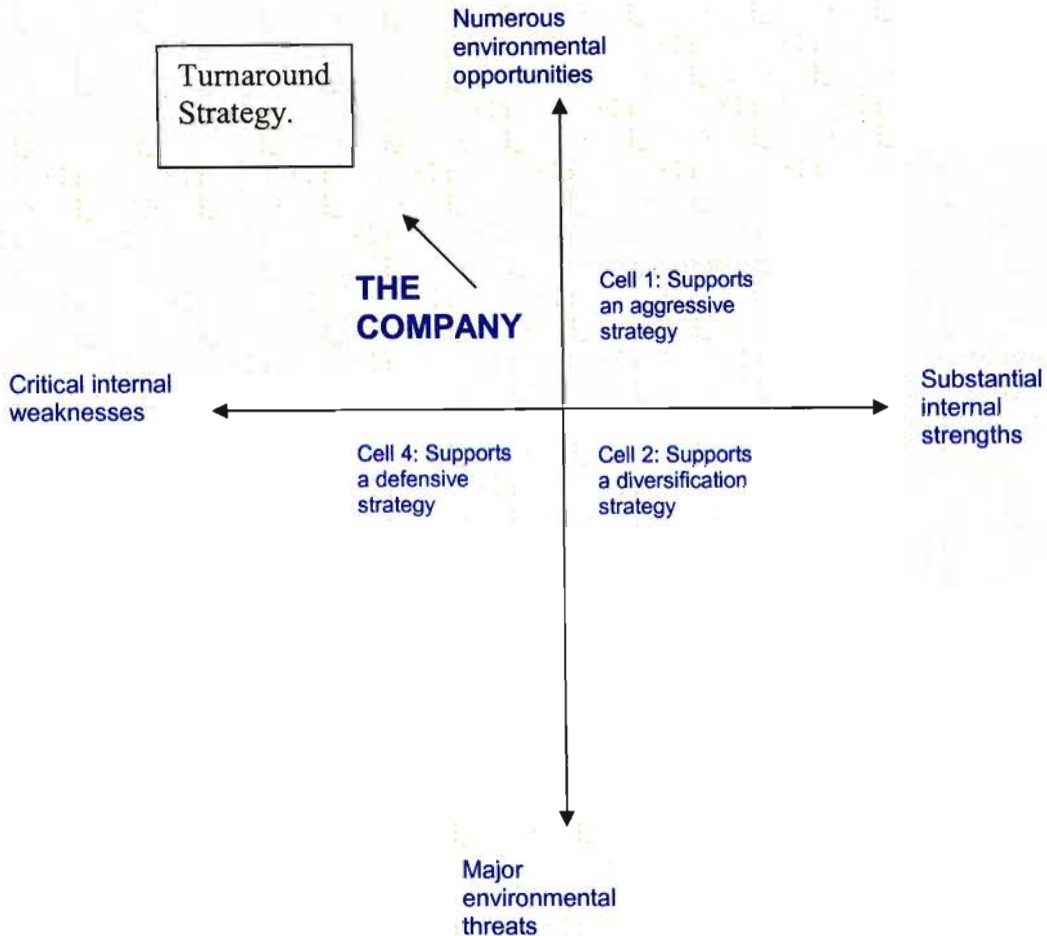 Numerous
environmental
opportunities
Turnaround
Strategy.
THE
COMPANY
Cell 1: Supports
an aggressive
strategy
Critical internal
weaknesses
Substantial
internal
strengths
Cell 4: Supports
a defensive
strategy
Cell 2: Supports
a diversification
strategy
Major
environmental
threats